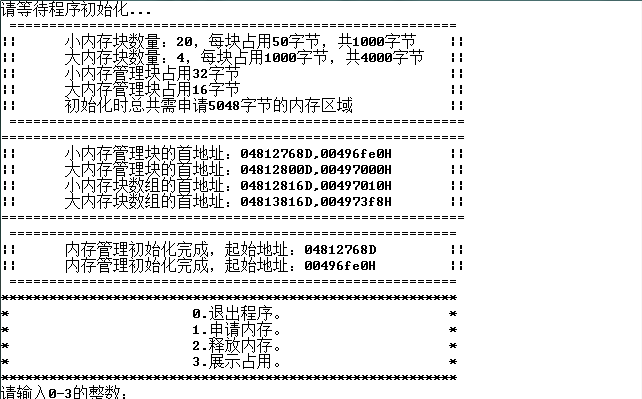 请等待程序初始化...
=========================================================
||      小内存块数量：20，每块占用50字节，共1000字节    ||
||      大内存块数量：4，每块占用1000字节，共4000字节   ||
||      小内存管理块占用32字节                          ||
||      大内存管理块占用16字节                          ||
||      初始化时总共需申请5048字节的内存区域            ||
=========================================================
==========================================================
||      小内存管理块的首地址：04812768D,00496fe0H       ||
||      大内存管理块的首地址：04812800D,00497000H       ||
||      小内存块数组的首地址：04812816D,00497010H       ||
||      大内存块数组的首地址：04813816D,004973f8H       ||
==========================================================
=========================================================
||      内存管理初始化完成，起始地址：04812768D         ||
||      内存管理初始化完成，起始地址：00496fe0H         ||
=========================================================
*********************************************************
*                       0.退出程序。                    *
*                       1.申请内存。                    *
*                       2.释放内存。                    *
*                       3.展示占用。                    *
*********************************************************
请输入0-3的整数：